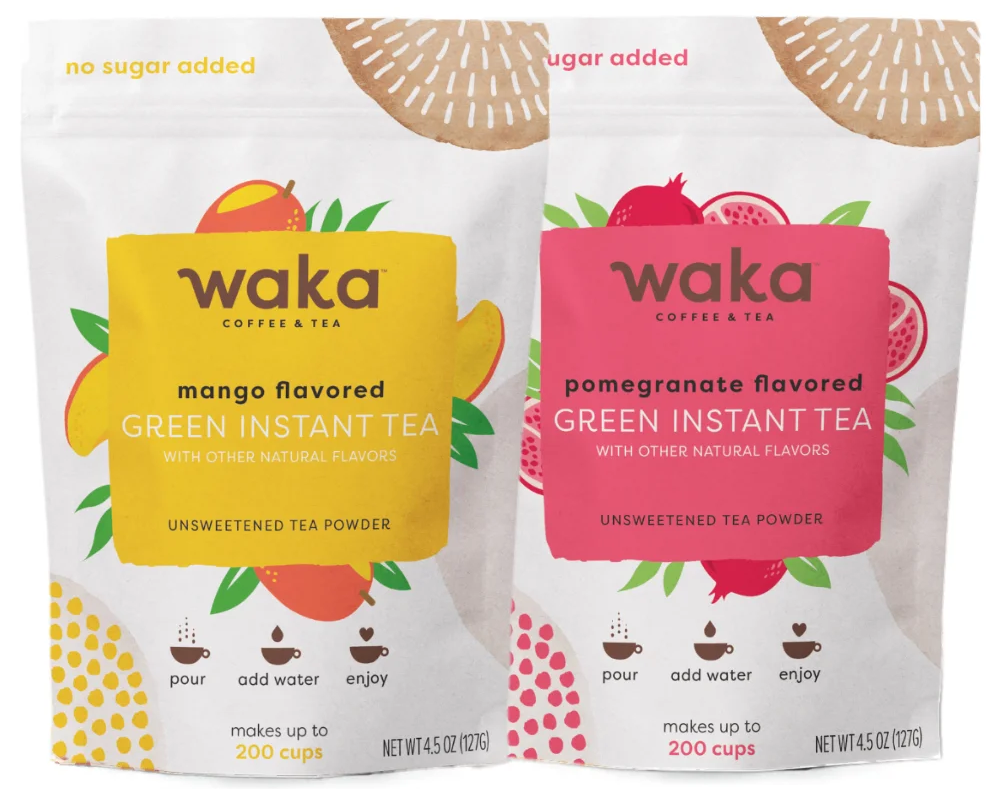 no sugar added
waka™
COFFEE & TEA
mango flavored
GREEN INSTANT TEA
WITH OTHER NATURAL FLAVORS
UNSWEETENED TEA POWDER
pour add water enjoy
makes up to
200 cups
NET WT 4.5 OZ (127G)
ugar added
waka
COFFEE & TEA
pomegranate flavored
GREEN INSTANT TEA
WITH OTHER NATURAL FLAVORS
UNSWEETENED TEA POWDER
pour add water enjoy
makes up to
200 cups
NET WT 4.5 OZ (127G)